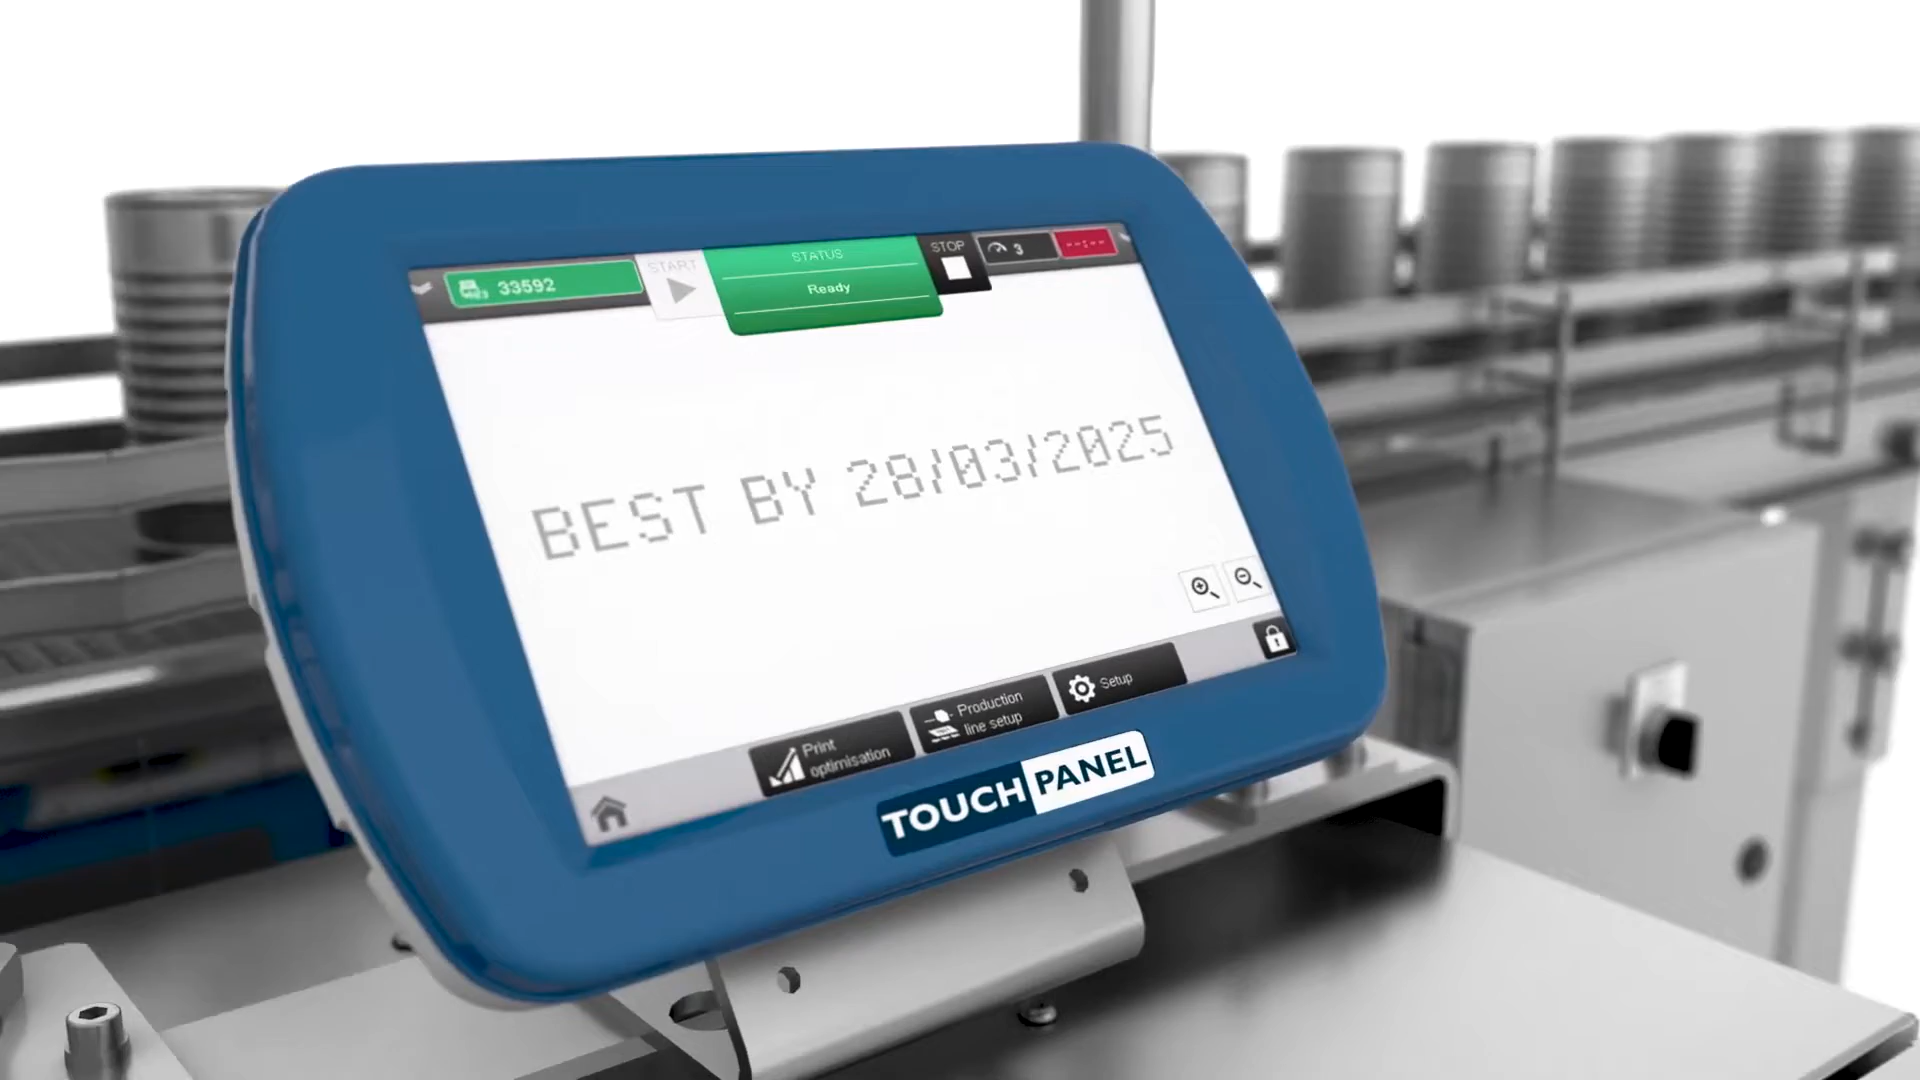 33592
START
STATUS
Ready
STOP
3
--:--
BEST BY 28/03/2025
Print
optimisation
Production
line setup
Setup
TOUCH PANEL